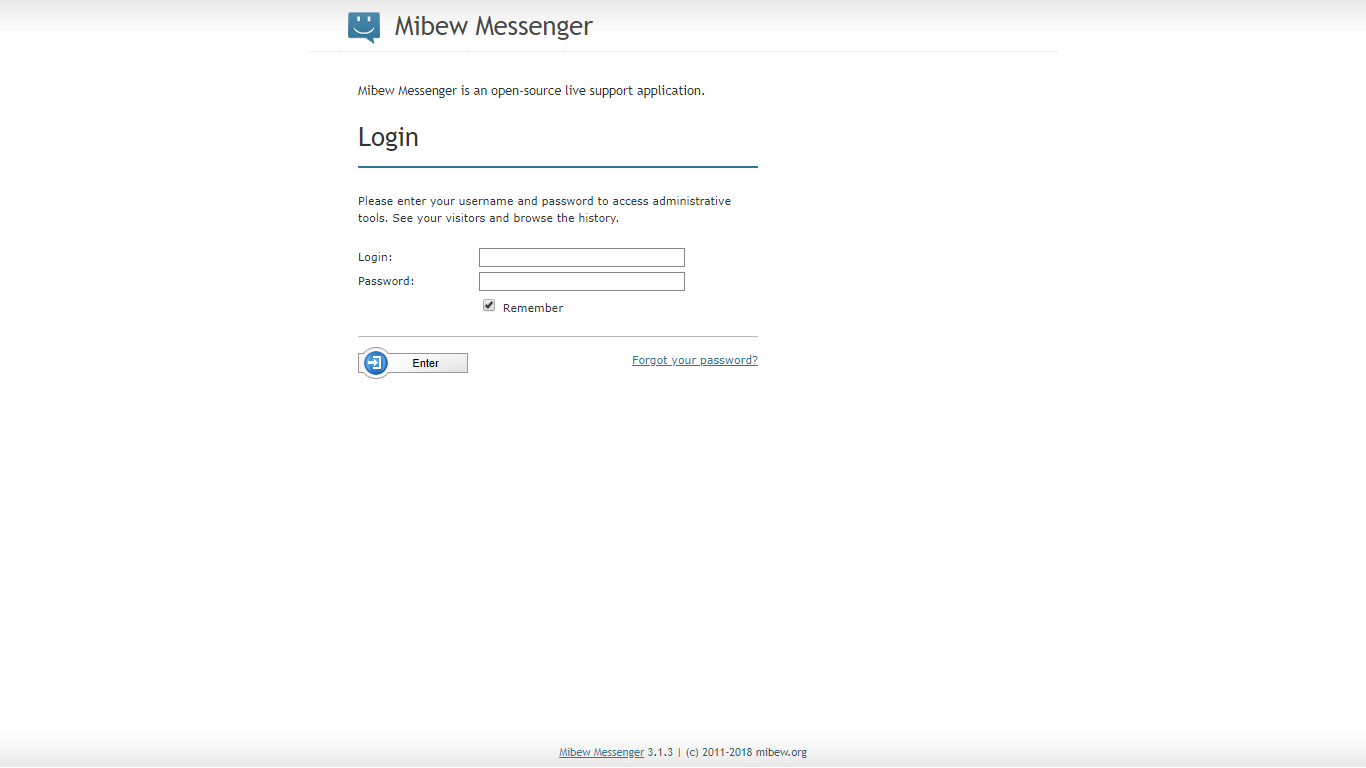 Mibew Messenger
Mibew Messenger is an open-source live support application.
Login
Please enter your username and password to access administrative
tools. See your visitors and browse the history.
Login:
Password:
Remember
Enter
Forgot your password?
Mibew Messenger 3.1.3 | (c) 2011-2018 mibew.org